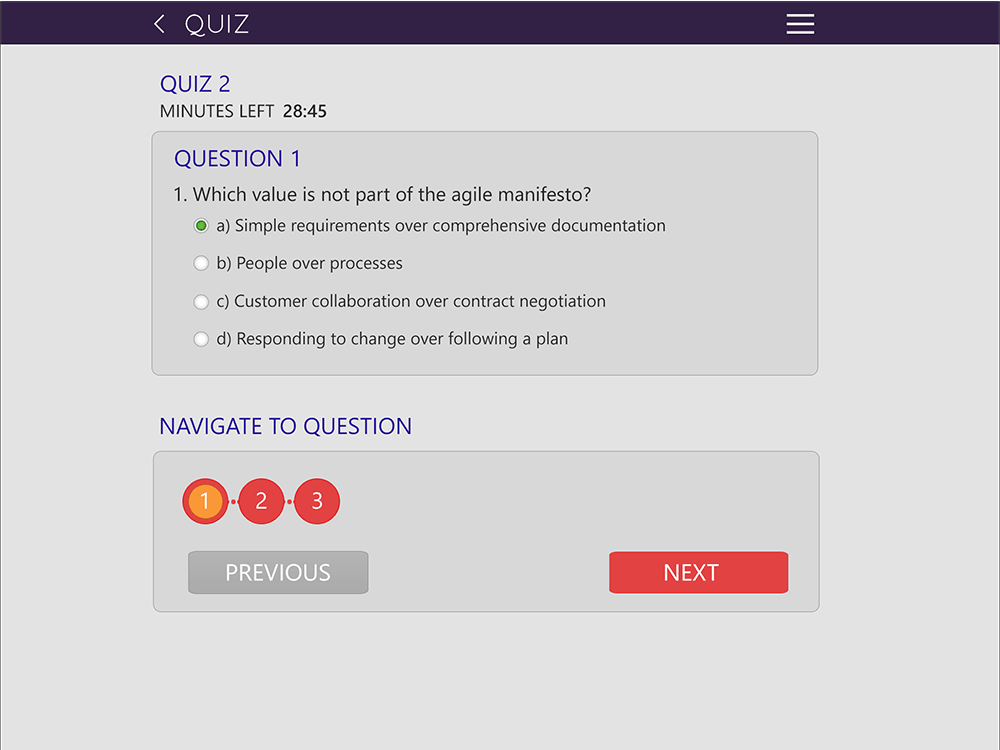 QUIZ
QUIZ 2
MINUTES LEFT 28:45
QUESTION 1
1. Which value is not part of the agile manifesto?
a) Simple requirements over comprehensive documentation
b) People over processes
c) Customer collaboration over contract negotiation
d) Responding to change over following a plan
NAVIGATE TO QUESTION
1 2 3
PREVIOUS NEXT